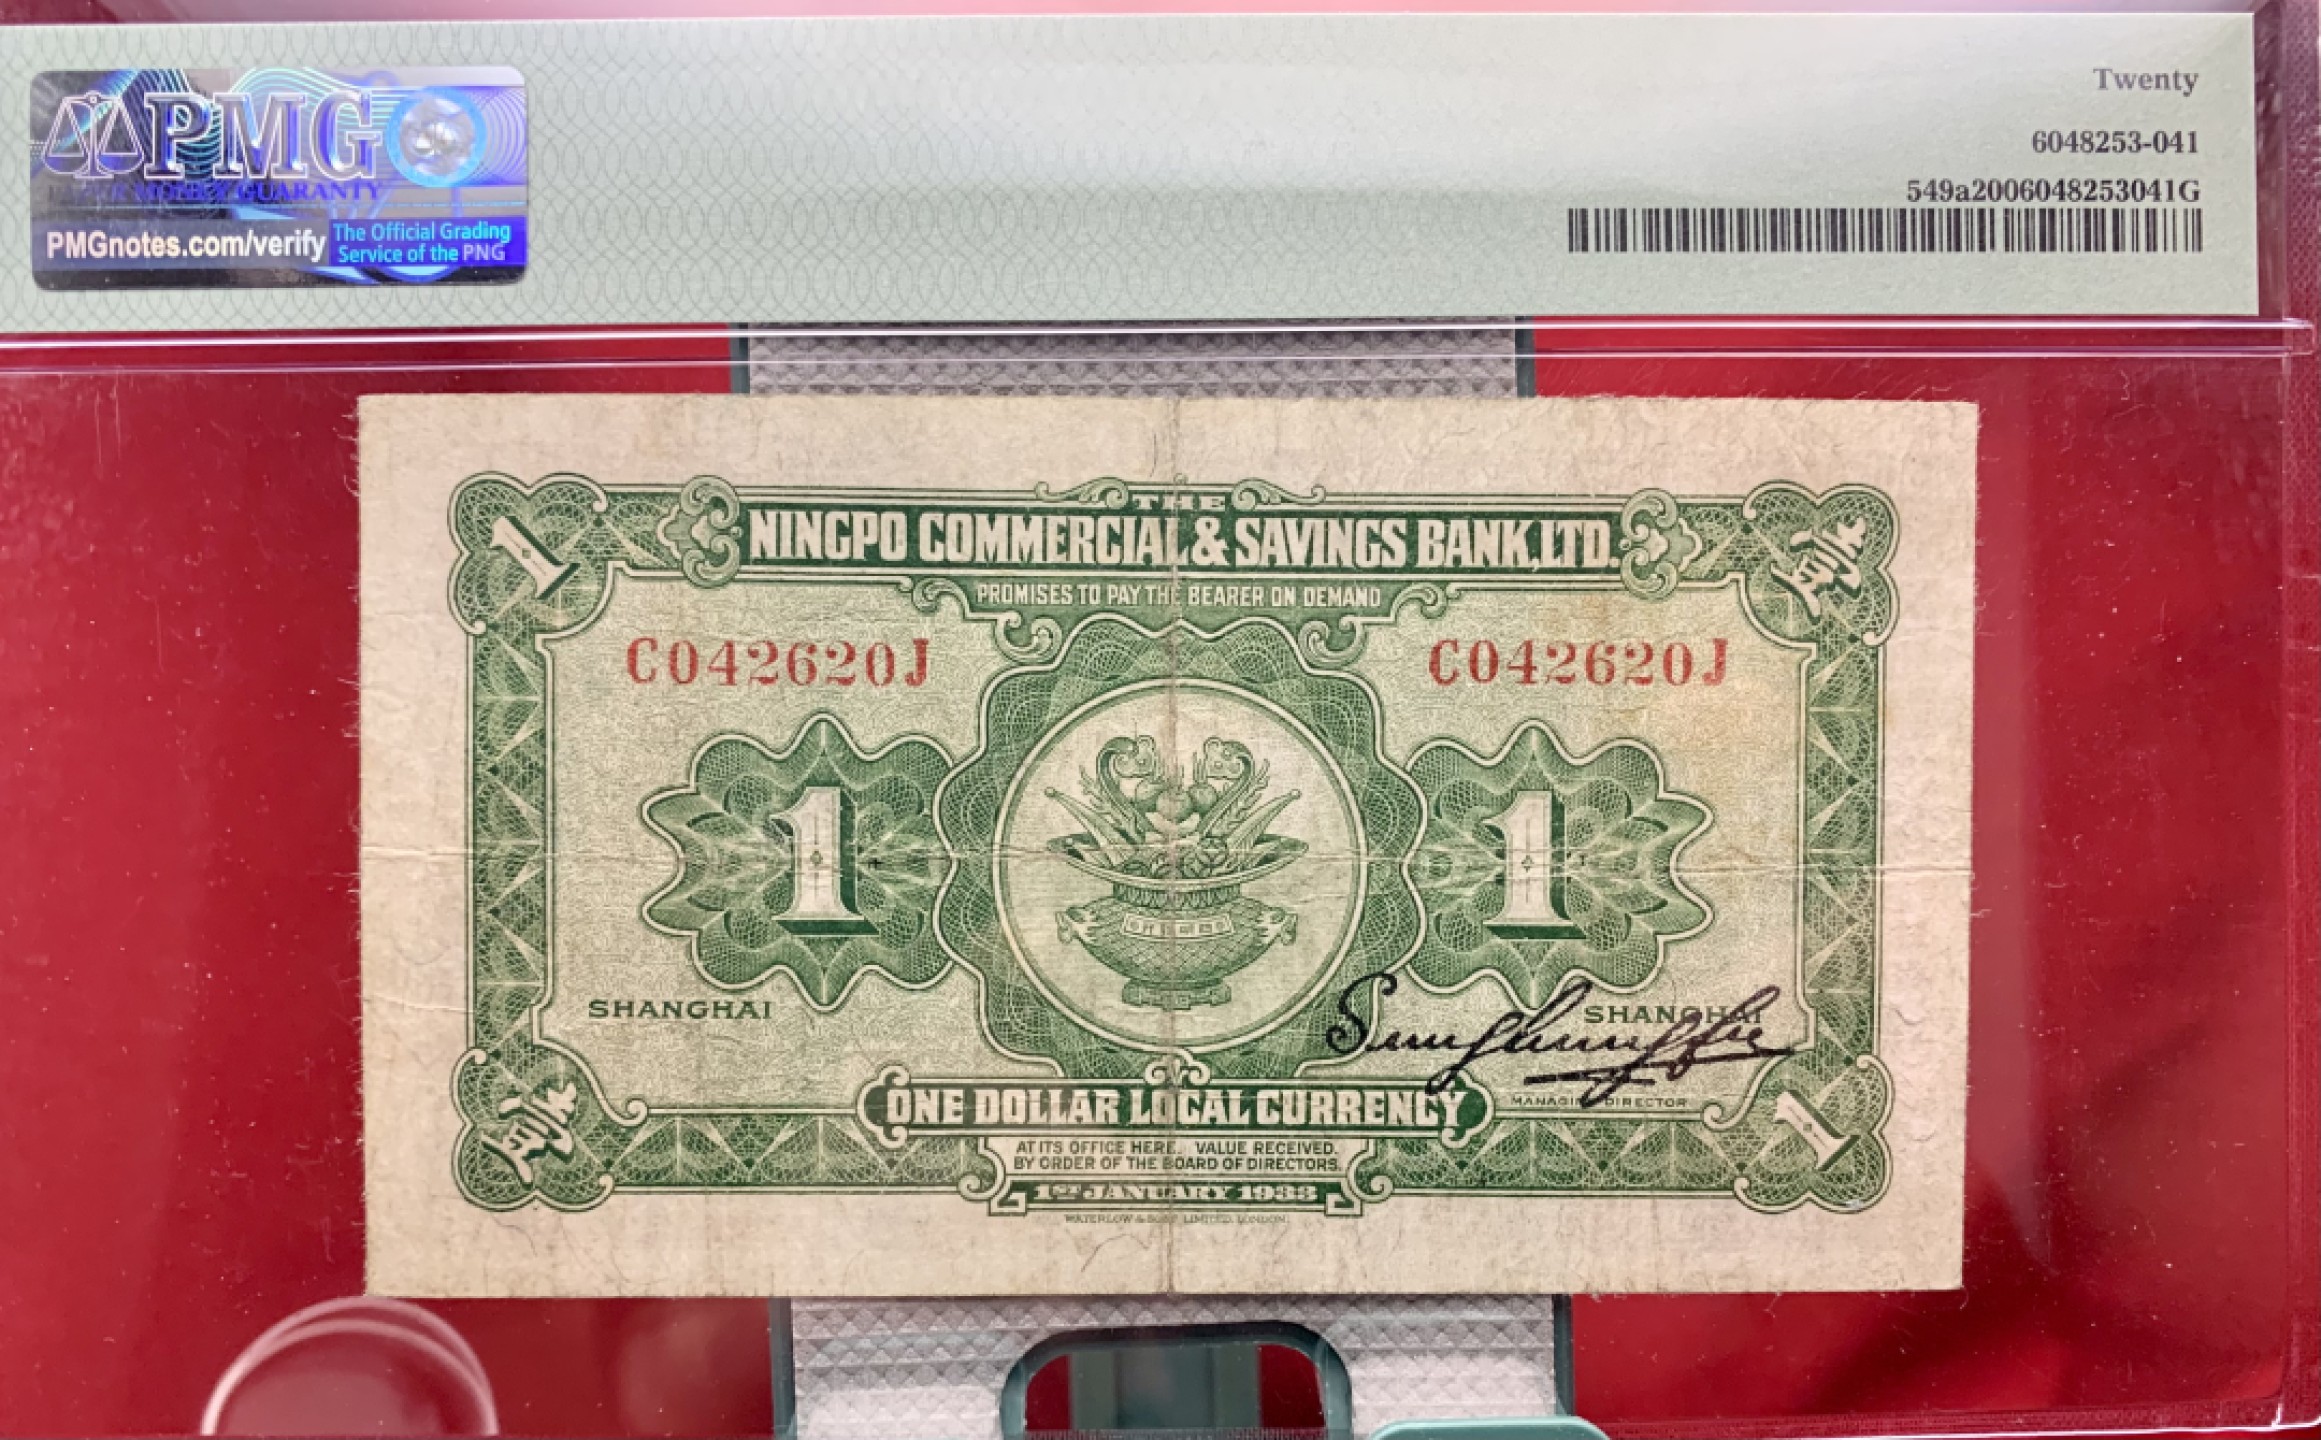 PMG
PAPER MONEY GUARANTY
PMGnotes.com/verify
The Official Grading
Service of the PNG
Twenty
6048253-041
549a2006048253041G
1
壹
THE
NINGPO COMMERCIAL & SAVINGS BANK, LTD.
PROMISES TO PAY THE BEARER ON DEMAND
C042620J C042620J
1 1
SHANGHAI SHANGHAI
ONE DOLLAR LOCAL CURRENCY
MANAGING DIRECTOR
AT ITS OFFICE HERE. VALUE RECEIVED.
BY ORDER OF THE BOARD OF DIRECTORS.
壹
1
1ST JANUARY 1933
WATERLOW & SONS LIMITED, LONDON.